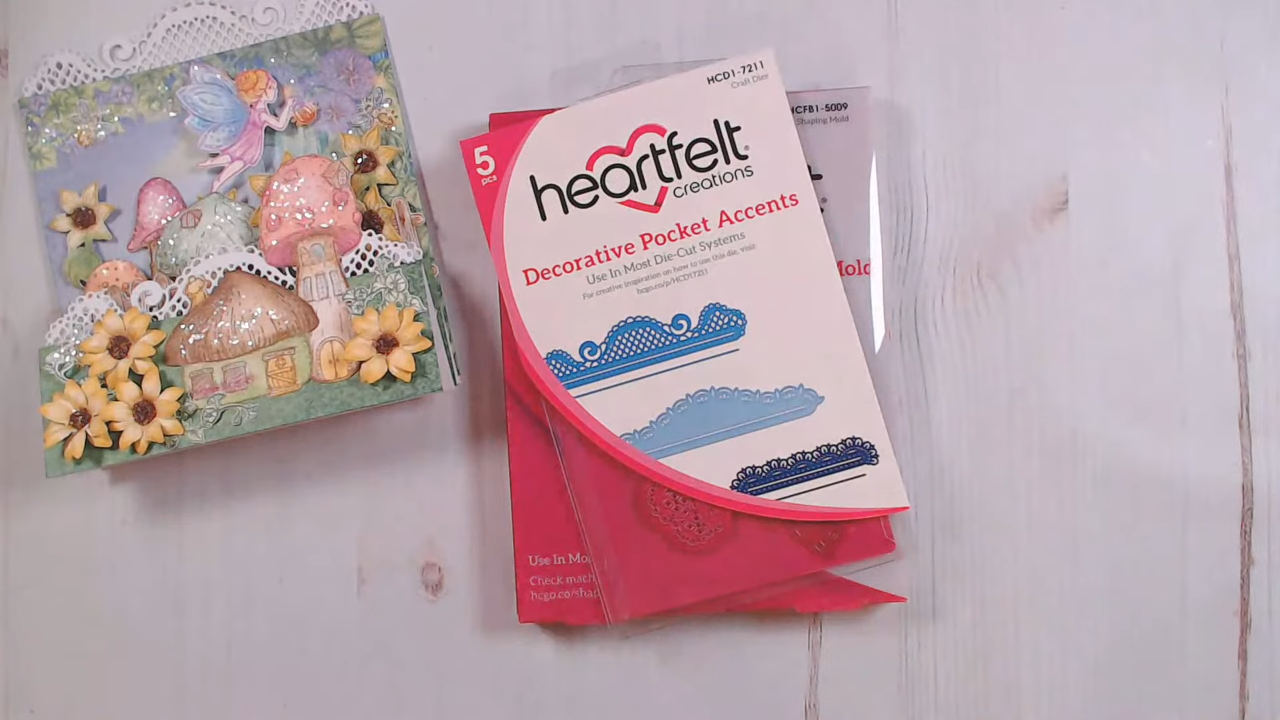 HCD1-7211
Craft Dies
5
pcs
heartfelt
creations
Decorative Pocket Accents
Use In Most Die-Cut Systems
For creative inspiration on how to use this die, visit:
hcgo.co/p/HCD17211
HCFB1-5009
Shaping Mold
Mold
Use In Mo
Check mach
hcgo.co/shap